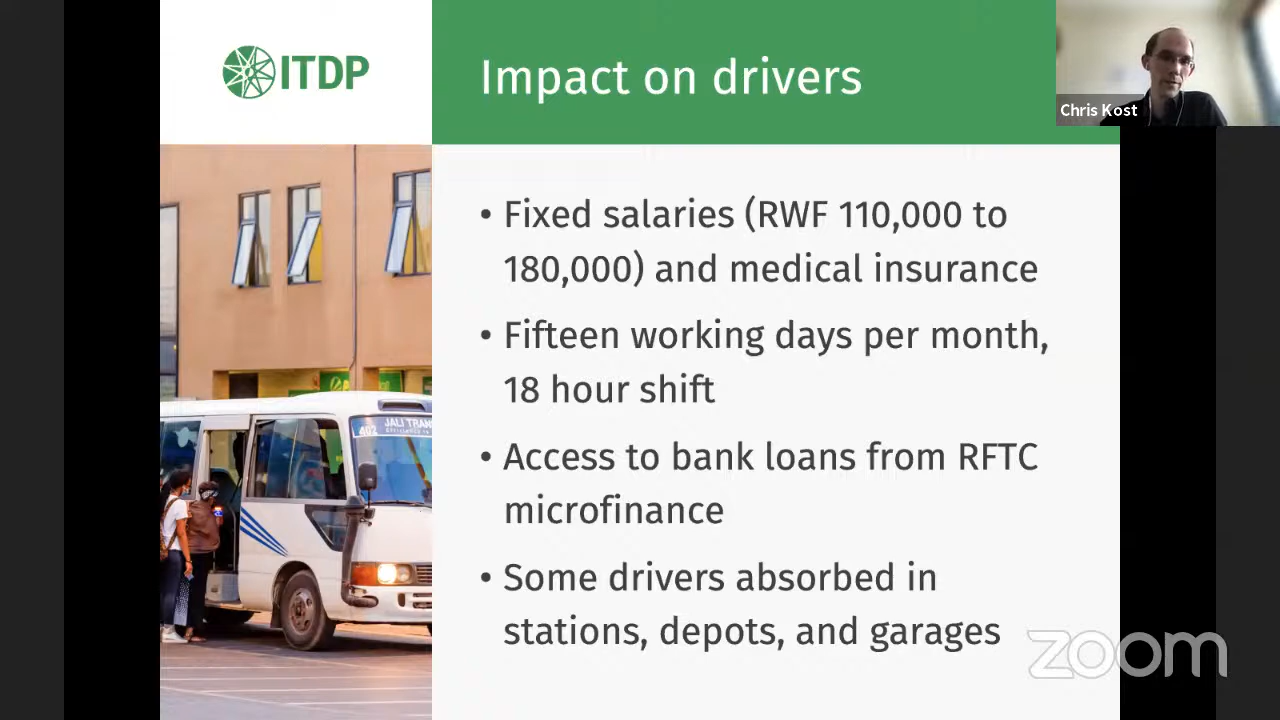 ITDP
Impact on drivers
Chris Kost
• Fixed salaries (RWF 110,000 to
180,000) and medical insurance
• Fifteen working days per month,
18 hour shift
• Access to bank loans from RFTC
microfinance
• Some drivers absorbed in
stations, depots, and garages
402 JALI TRAN
zoom